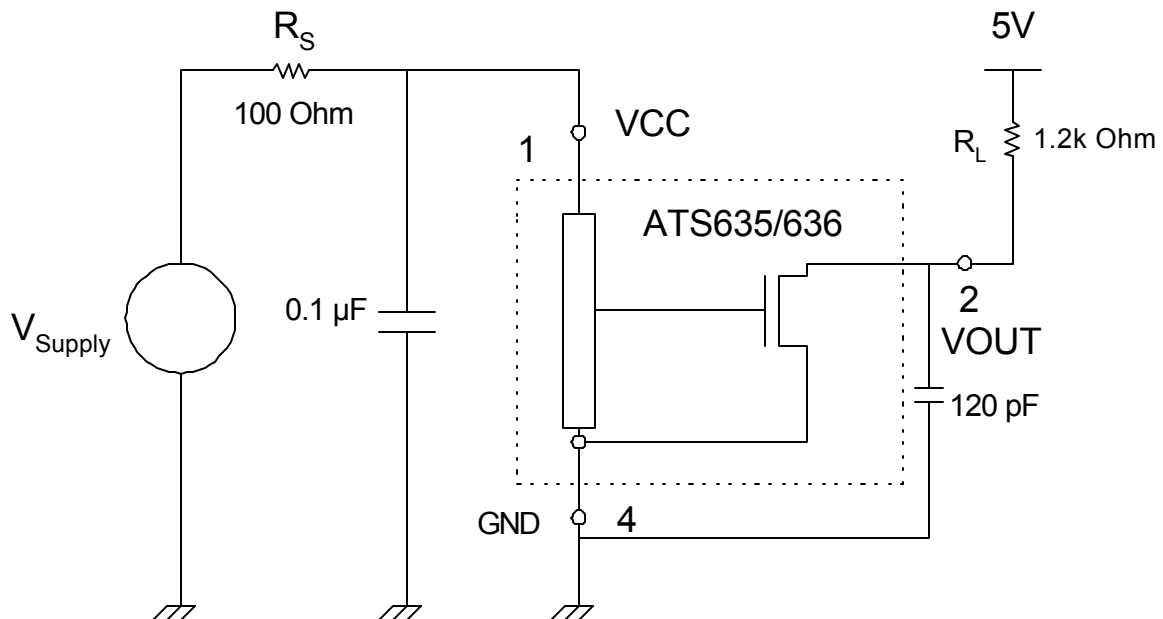 R_S
5V
100 Ohm
VCC
1
R_L
1.2k Ohm
ATS635/636
V_Supply
0.1 µF
2
VOUT
120 pF
GND
4